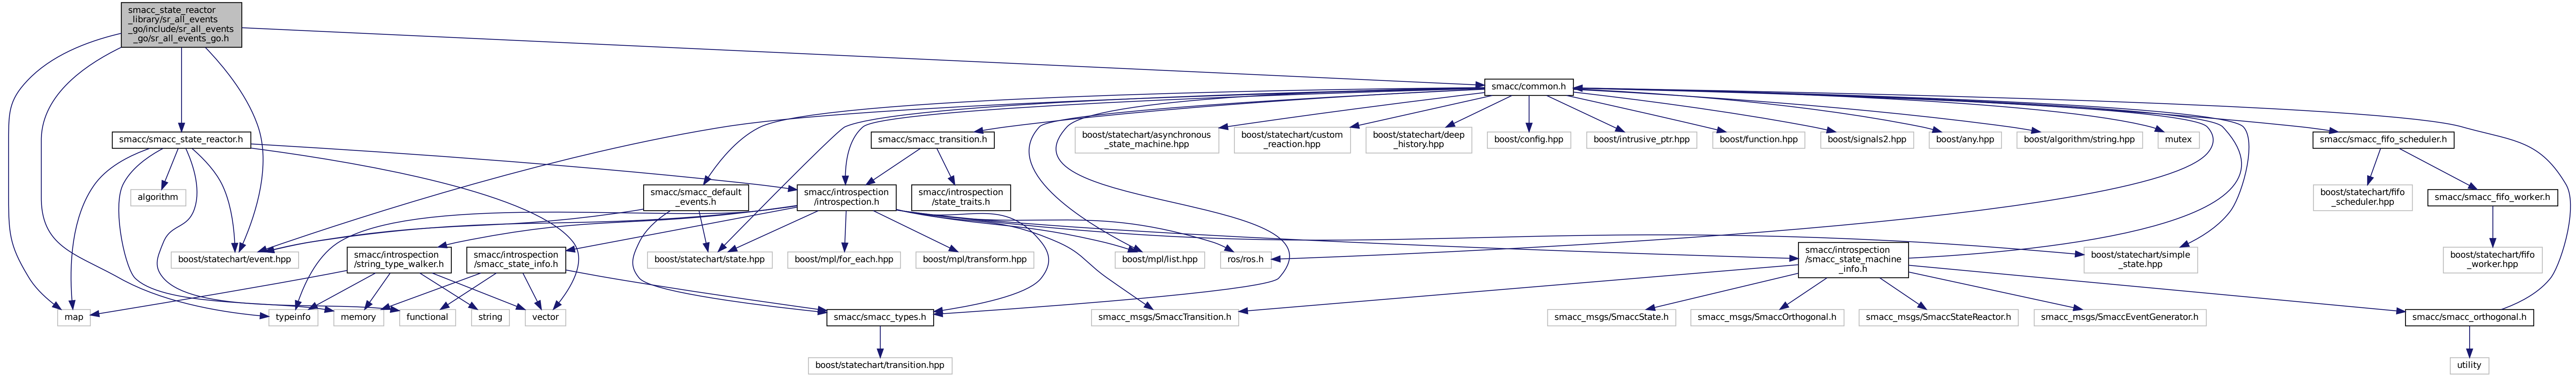 smacc_state_reactor
_library/sr_all_events
_go/include/sr_all_events
_go/sr_all_events_go.h
smacc/common.h
smacc/smacc_state_reactor.h
smacc/smacc_transition.h
boost/statechart/asynchronous
_state_machine.hpp
boost/statechart/custom
_reaction.hpp
boost/statechart/deep
_history.hpp
boost/config.hpp
boost/intrusive_ptr.hpp
boost/function.hpp
boost/signals2.hpp
boost/any.hpp
boost/algorithm/string.hpp
mutex
smacc/smacc_fifo_scheduler.h
algorithm
smacc/smacc_default
_events.h
smacc/introspection
/introspection.h
smacc/introspection
/state_traits.h
boost/statechart/fifo
_scheduler.hpp
smacc/smacc_fifo_worker.h
boost/statechart/event.hpp
smacc/introspection
/string_type_walker.h
smacc/introspection
/smacc_state_info.h
boost/statechart/state.hpp
boost/mpl/for_each.hpp
boost/mpl/transform.hpp
boost/mpl/list.hpp
ros/ros.h
smacc/introspection
/smacc_state_machine
_info.h
boost/statechart/simple
_state.hpp
boost/statechart/fifo
_worker.hpp
map
typeinfo
memory
functional
string
vector
smacc/smacc_types.h
smacc_msgs/SmaccTransition.h
smacc_msgs/SmaccState.h
smacc_msgs/SmaccOrthogonal.h
smacc_msgs/SmaccStateReactor.h
smacc_msgs/SmaccEventGenerator.h
smacc/smacc_orthogonal.h
boost/statechart/transition.hpp
utility